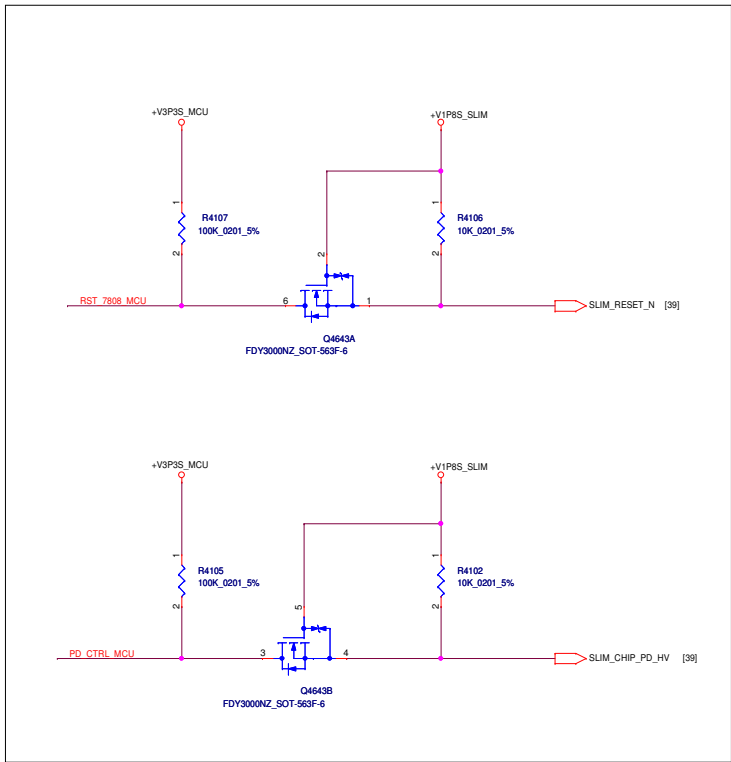 +V3P3S_MCU
+V1P8S_SLIM
1
R4107
100K_0201_5%
2
1
R4106
10K_0201_5%
2
2
RST_7808_MCU
6
1
SLIM_RESET_N [39]
Q4643A
FDY3000NZ_SOT-563F-6
+V3P3S_MCU
+V1P8S_SLIM
1
R4105
100K_0201_5%
2
1
R4102
10K_0201_5%
2
5
PD_CTRL_MCU
3
4
SLIM_CHIP_PD_HV [39]
Q4643B
FDY3000NZ_SOT-563F-6